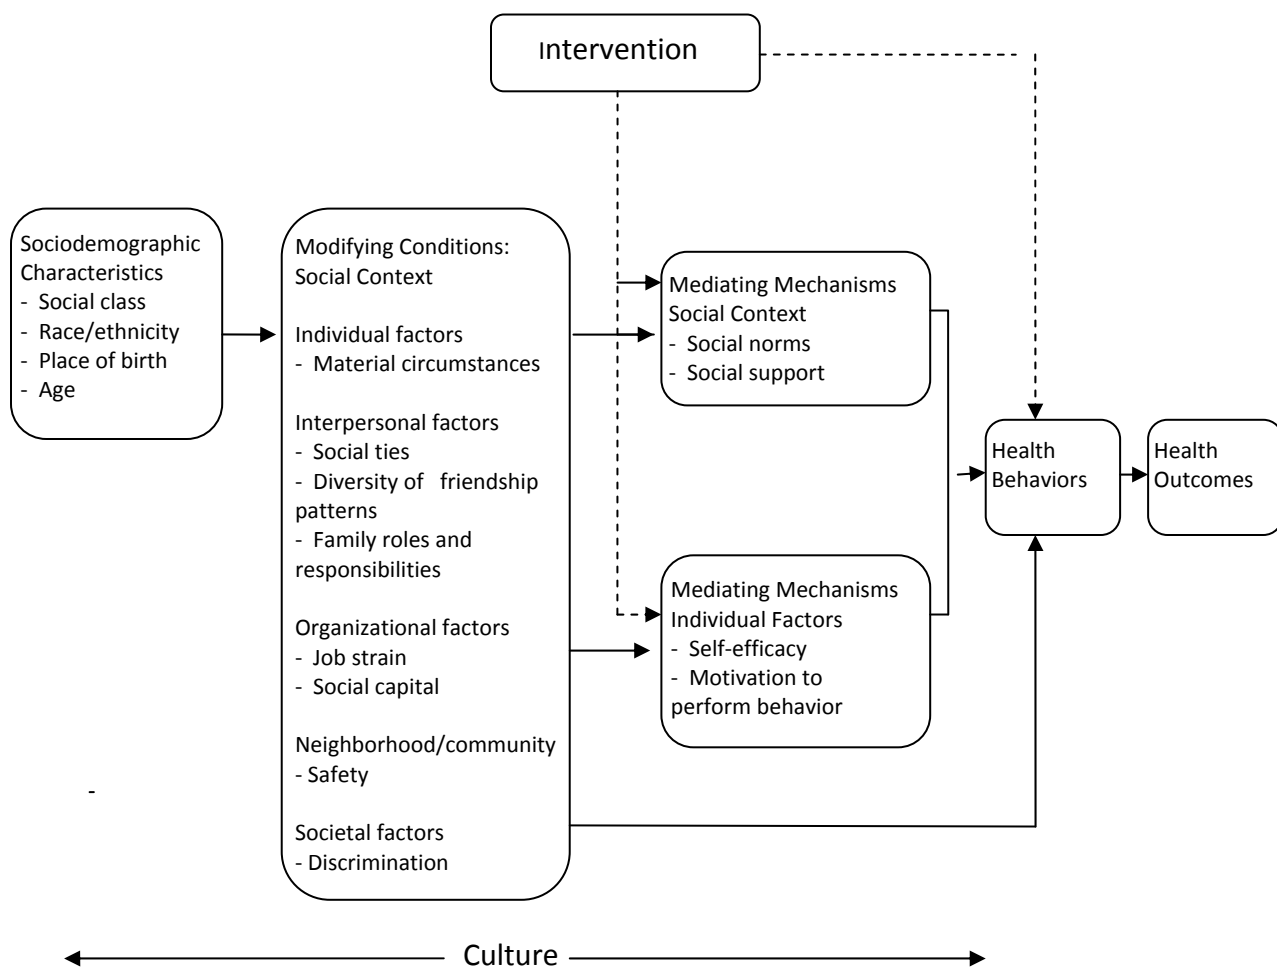 Intervention
Sociodemographic
Characteristics
- Social class
- Race/ethnicity
- Place of birth
- Age
Modifying Conditions:
Social Context
Individual factors
- Material circumstances
Interpersonal factors
- Social ties
- Diversity of friendship
patterns
- Family roles and
responsibilities
Organizational factors
- Job strain
- Social capital
Neighborhood/community
- Safety
Societal factors
- Discrimination
Mediating Mechanisms
Social Context
- Social norms
- Social support
Mediating Mechanisms
Individual Factors
- Self-efficacy
- Motivation to
perform behavior
Health
Behaviors
Health
Outcomes
-
Culture